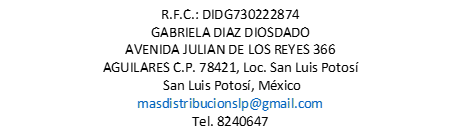 R.F.C.: DIDG730222874
GABRIELA DIAZ DIOSDADO
AVENIDA JULIAN DE LOS REYES 366
AGUILARES C.P. 78421, Loc. San Luis Potosí
San Luis Potosí, México
masdistribucionslp@gmail.com
Tel. 8240647